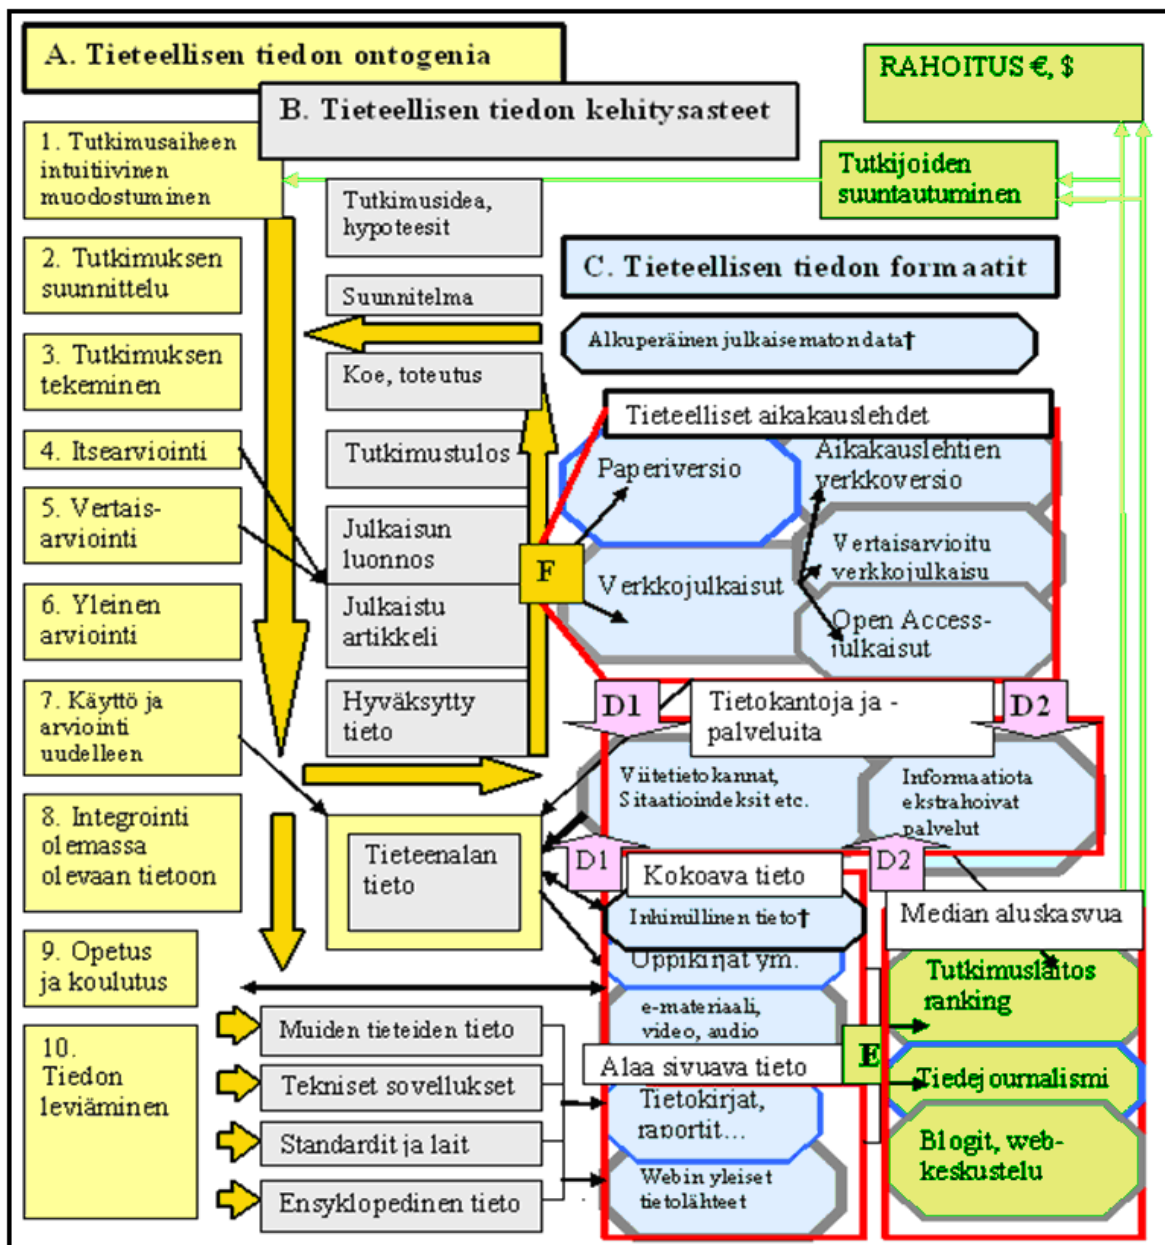 A. Tieteellisen tiedon ontogenia
RAHOITUS €, $
B. Tieteellisen tiedon kehitysasteet
1. Tutkimusaiheen
intuitiivinen
muodostuminen
Tutkijoiden
suuntautuminen
Tutkimusidea,
hypoteesit
2. Tutkimuksen
suunnittelu
C. Tieteellisen tiedon formaatit
Suunnitelma
Alkuperäinen julkaisematon data†
3. Tutkimuksen
tekeminen
Koe, toteutus
Tieteelliset aikakauslehdet
4. Itsearviointi
Tutkimustulos
Paperiversio
Aikakauslehtien
verkkoversio
5. Vertais-
arviointi
Julkaisun
luonnos
F
Verkkojulkaisut
Vertaisarvioitu
verkkojulkaisu
6. Yleinen
arviointi
Julkaistu
artikkeli
Open Access-
julkaisut
7. Käyttö ja
arviointi
uudelleen
Hyväksytty
tieto
D1
Tietokantoja ja -
palveluita
D2
Viitetietokannat,
Sitaatioindeksit etc.
Informaatiota
ekstrahoivat
palvelut
8. Integrointi
olemassa
olevaan tietoon
Tieteenalan
tieto
D1
D2
Kokoava tieto
Inhimillinen tieto†
Median aluskasvua
9. Opetus
ja koulutus
Oppikirjat ym.
Tutkimuslaitos
ranking
e-materiaali,
video, audio
10.
Tiedon
leviäminen
Muiden tieteiden tieto
Alaa sivuava tieto
E
Tiedejournalismi
Tekniset sovellukset
Tietokirjat,
raportit...
Standardit ja lait
Blogit, web-
keskustelu
Ensyklopedinen tieto
Webin yleiset
tietolähteet